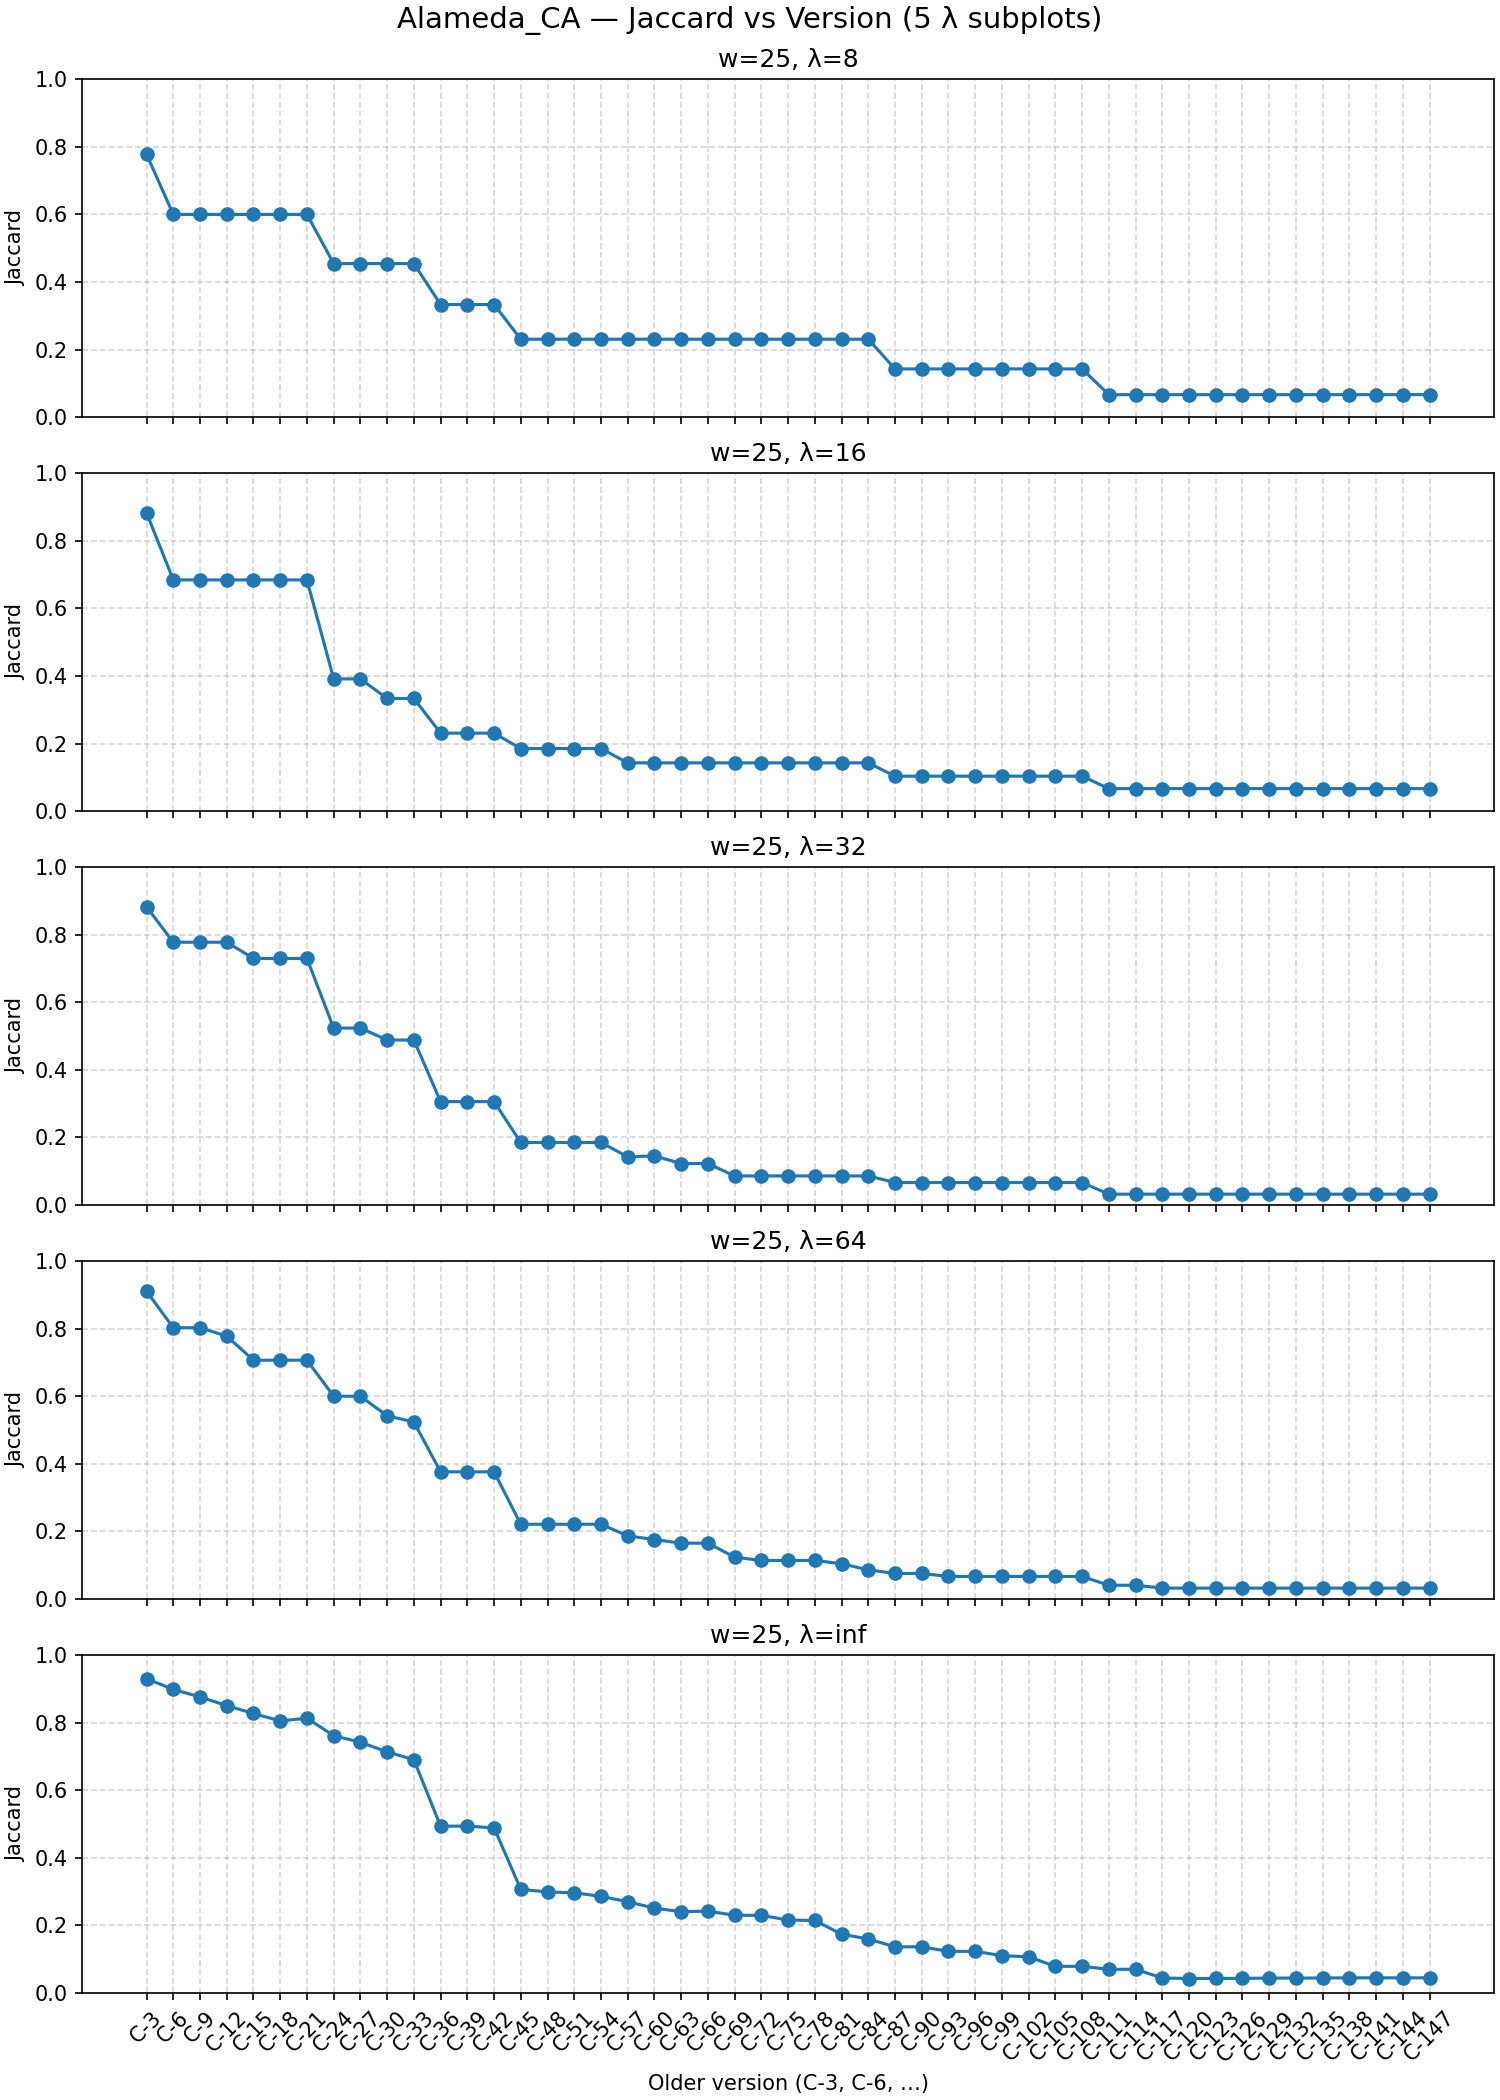 Alameda_CA — Jaccard vs Version (5 λ subplots)
w=25, λ=8
1.0
0.8
0.6
0.4
0.2
0.0
Jaccard
w=25, λ=16
1.0
0.8
0.6
0.4
0.2
0.0
Jaccard
w=25, λ=32
1.0
0.8
0.6
0.4
0.2
0.0
Jaccard
w=25, λ=64
1.0
0.8
0.6
0.4
0.2
0.0
Jaccard
w=25, λ=inf
1.0
0.8
0.6
0.4
0.2
0.0
Jaccard
C-3
C-6
C-9
C-12
C-15
C-18
C-21
C-24
C-27
C-30
C-33
C-36
C-39
C-42
C-45
C-48
C-51
C-54
C-57
C-60
C-63
C-66
C-69
C-72
C-75
C-78
C-81
C-84
C-87
C-90
C-93
C-96
C-99
C-102
C-105
C-108
C-111
C-114
C-117
C-120
C-123
C-126
C-129
C-132
C-135
C-138
C-141
C-144
C-147
Older version (C-3, C-6, ...)